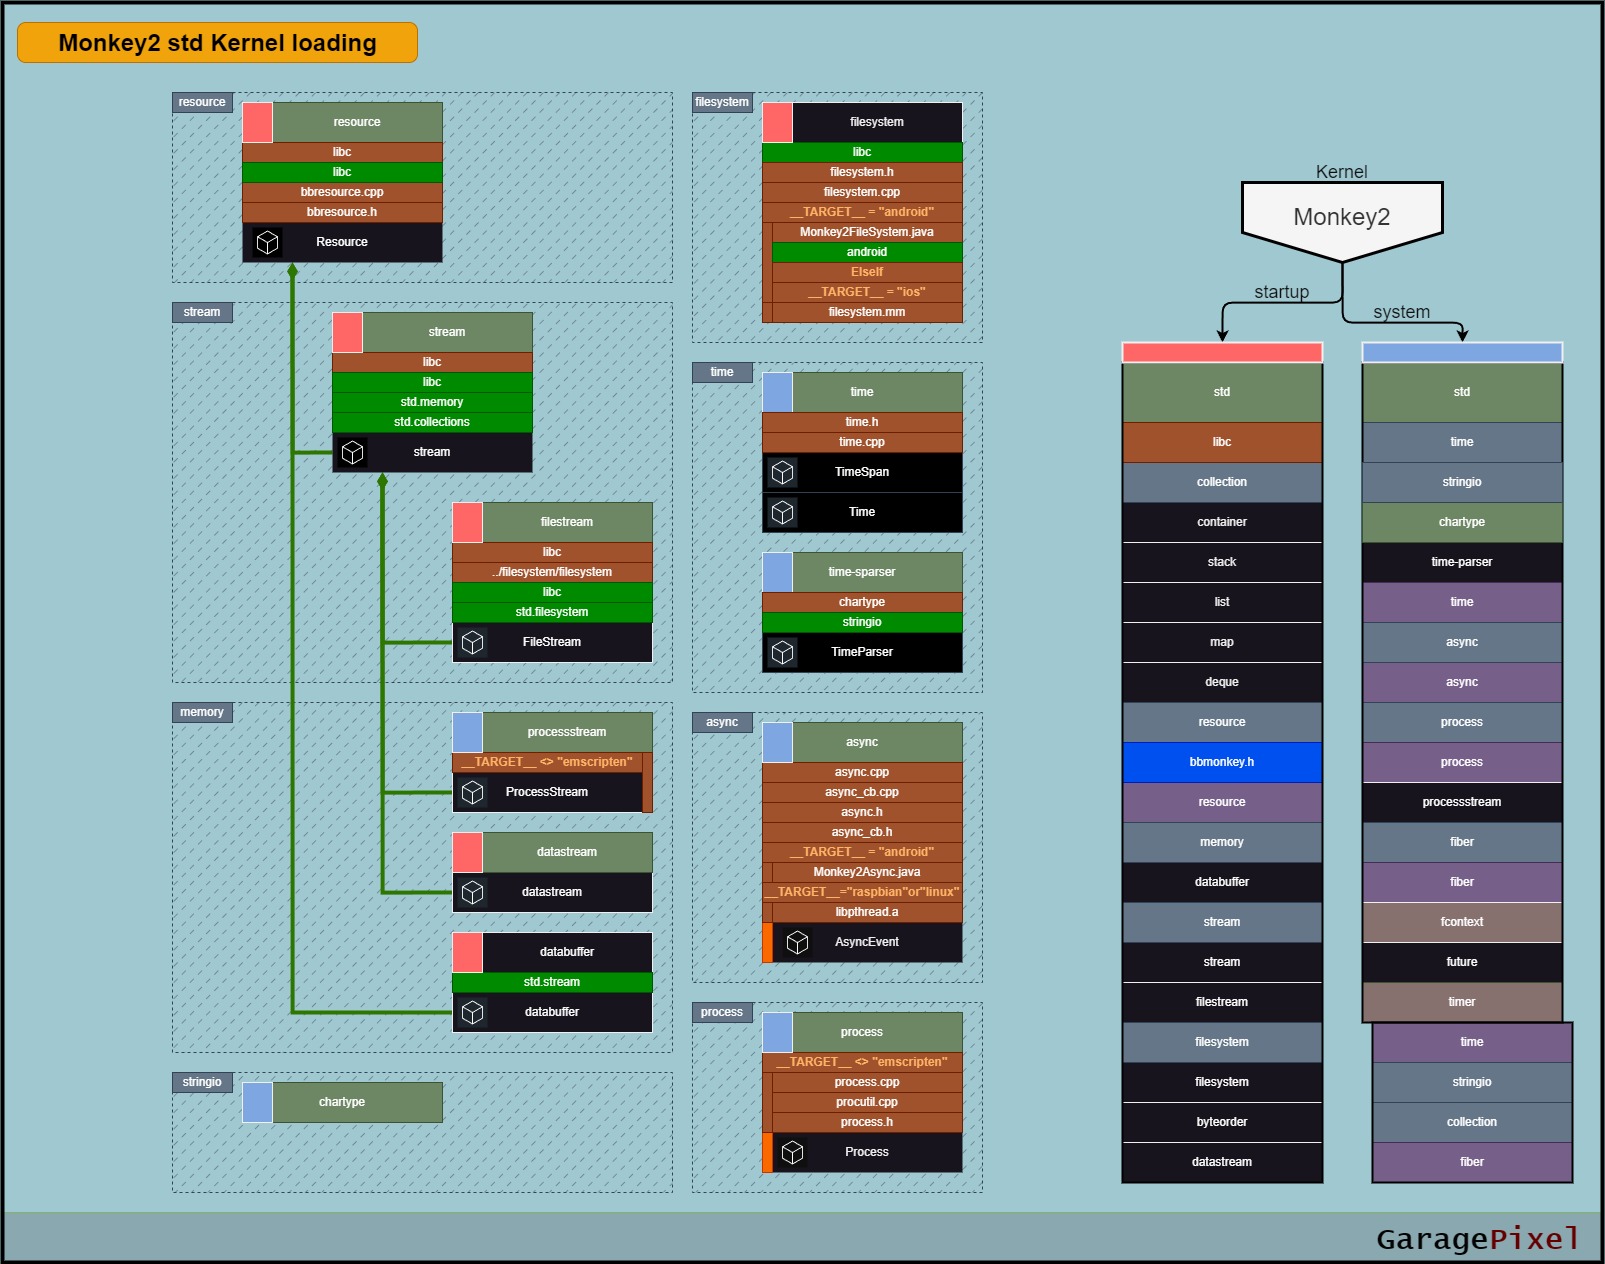 Monkey2 std Kernel loading
resource
resource
libc
libc
bbresource.cpp
bbresource.h
Resource
stream
stream
libc
libc
std.memory
std.collections
stream
filestream
libc
../filesystem/filesystem
libc
std.filesystem
FileStream
memory
processstream
__TARGET__ <> "emscripten"
ProcessStream
datastream
datastream
databuffer
std.stream
databuffer
stringio
chartype
filesystem
filesystem
libc
filesystem.h
filesystem.cpp
__TARGET__ = "android"
Monkey2FileSystem.java
android
ElseIf
__TARGET__ = "ios"
filesystem.mm
time
time
time.h
time.cpp
TimeSpan
Time
time-sparser
chartype
stringio
TimeParser
async
async
async.cpp
async_cb.cpp
async.h
async_cb.h
__TARGET__ = "android"
Monkey2Async.java
__TARGET__="raspbian"or"linux"
libpthread.a
AsyncEvent
process
process
__TARGET__ <> "emscripten"
process.cpp
procutil.cpp
process.h
Process
Kernel
Monkey2
startup
system
std
libc
collection
container
stack
list
map
deque
resource
bbmonkey.h
resource
memory
databuffer
stream
stream
filestream
filesystem
filesystem
byteorder
datastream
std
time
stringio
chartype
time-parser
time
async
async
process
process
processtream
fiber
fiber
fcontext
future
timer
time
stringio
collection
fiber
GaragePixel